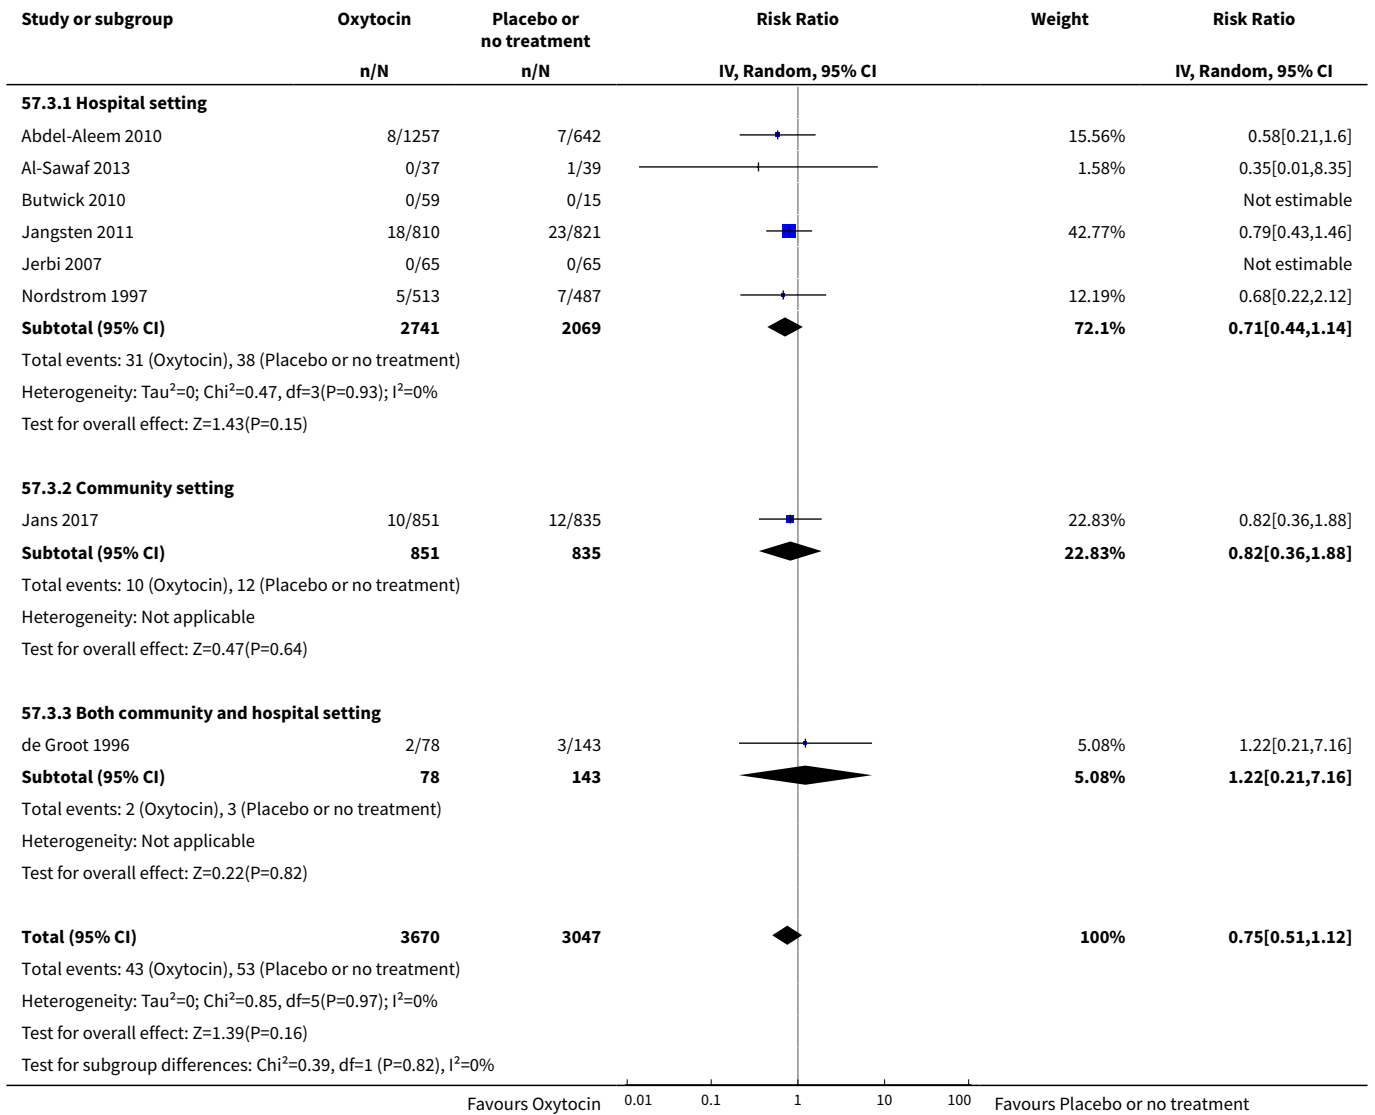 Study or subgroup Oxytocin Placebo or no treatment Risk Ratio Weight Risk Ratio
n/N n/N IV, Random, 95% CI IV, Random, 95% CI
57.3.1 Hospital setting
Abdel-Aleem 2010 8/1257 7/642 15.56% 0.58[0.21,1.6]
Al-Sawaf 2013 0/37 1/39 1.58% 0.35[0.01,8.35]
Butwick 2010 0/59 0/15 Not estimable
Jangsten 2011 18/810 23/821 42.77% 0.79[0.43,1.46]
Jerbi 2007 0/65 0/65 Not estimable
Nordstrom 1997 5/513 7/487 12.19% 0.68[0.22,2.12]
Subtotal (95% CI) 2741 2069 72.1% 0.71[0.44,1.14]
Total events: 31 (Oxytocin), 38 (Placebo or no treatment)
Heterogeneity: Tau²=0; Chi²=0.47, df=3(P=0.93); I²=0%
Test for overall effect: Z=1.43(P=0.15)
57.3.2 Community setting
Jans 2017 10/851 12/835 22.83% 0.82[0.36,1.88]
Subtotal (95% CI) 851 835 22.83% 0.82[0.36,1.88]
Total events: 10 (Oxytocin), 12 (Placebo or no treatment)
Heterogeneity: Not applicable
Test for overall effect: Z=0.47(P=0.64)
57.3.3 Both community and hospital setting
de Groot 1996 2/78 3/143 5.08% 1.22[0.21,7.16]
Subtotal (95% CI) 78 143 5.08% 1.22[0.21,7.16]
Total events: 2 (Oxytocin), 3 (Placebo or no treatment)
Heterogeneity: Not applicable
Test for overall effect: Z=0.22(P=0.82)
Total (95% CI) 3670 3047 100% 0.75[0.51,1.12]
Total events: 43 (Oxytocin), 53 (Placebo or no treatment)
Heterogeneity: Tau²=0; Chi²=0.85, df=5(P=0.97); I²=0%
Test for overall effect: Z=1.39(P=0.16)
Test for subgroup differences: Chi²=0.39, df=1 (P=0.82), I²=0%
Favours Oxytocin 0.01 0.1 1 10 100 Favours Placebo or no treatment